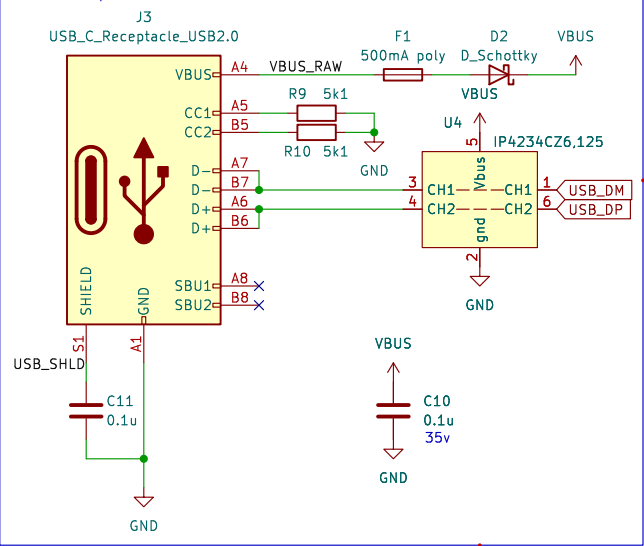 J3
USB_C_Receptacle_USB2.0
F1
500mA poly
D2
D_Schottky
VBUS
VBUS A4
VBUS_RAW
VBUS
CC1 A5
R9 5k1
CC2 B5
R10 5k1
GND
U4
IP4234CZ6,125
5
Vbus
D- A7
D- B7
D+ A6
D+ B6
3 CH1 CH1 1 USB_DM
4 CH2 CH2 6 USB_DP
gnd
2
GND
SBU1 A8
SBU2 B8
SHIELD
GND
S1
A1
USB_SHLD
C11
0.1u
GND
VBUS
C10
0.1u
35v
GND